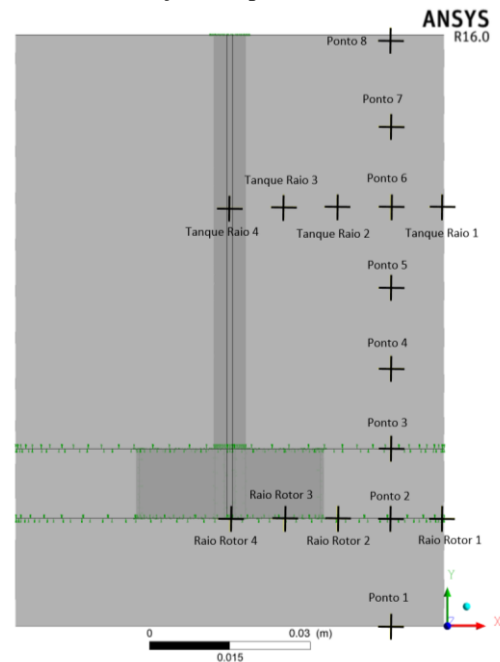 ANSYS
R16.0
Ponto 8
Ponto 7
Tanque Raio 3
Ponto 6
Tanque Raio 4
Tanque Raio 2
Tanque Raio 1
Ponto 5
Ponto 4
Ponto 3
Raio Rotor 3
Ponto 2
Raio Rotor 4
Raio Rotor 2
Raio Rotor 1
Ponto 1
Y
Z
X
0
0.03 (m)
0.015